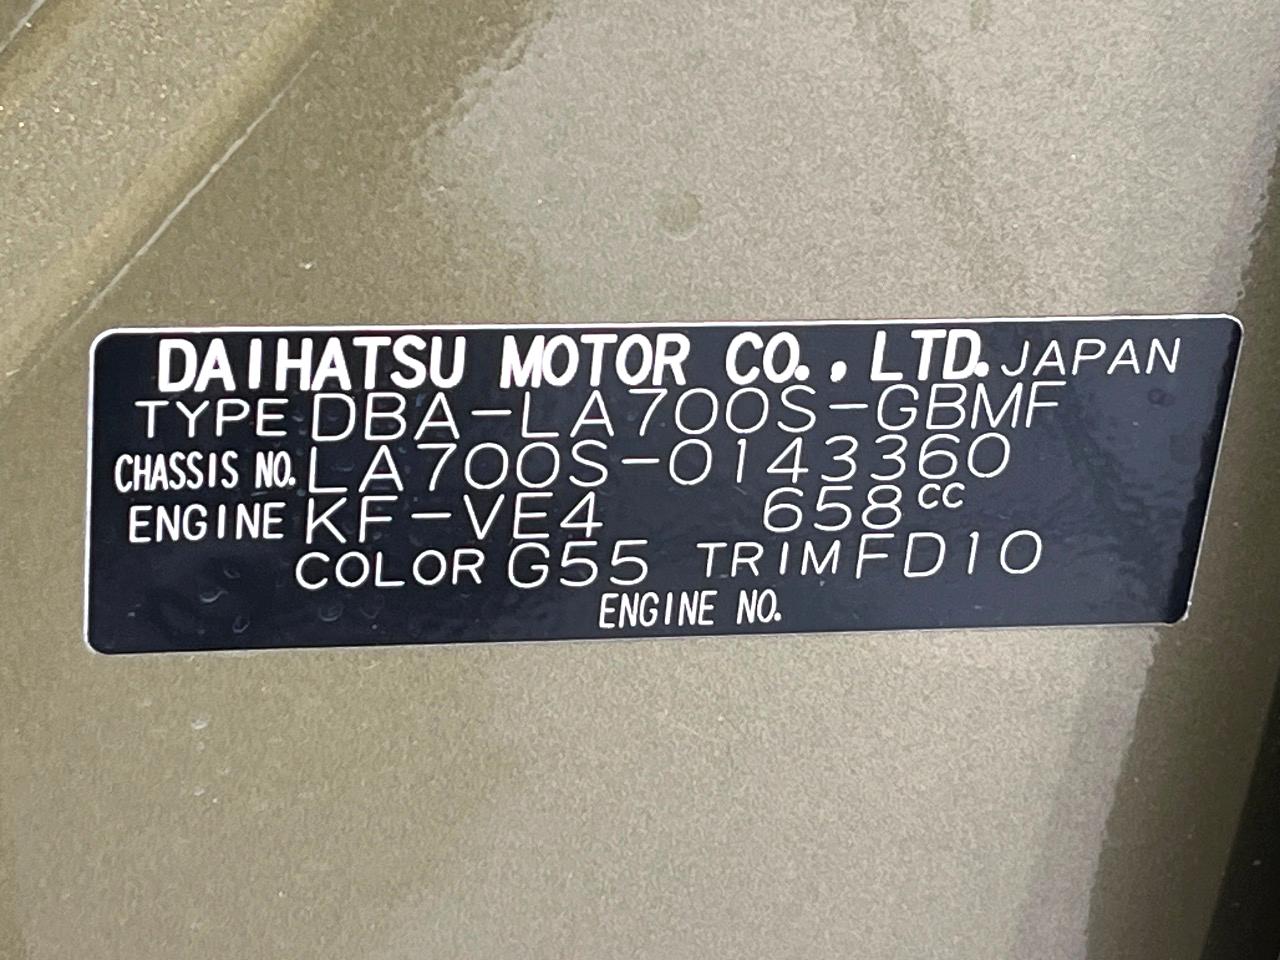 DAIHATSU MOTOR CO., LTD. JAPAN
TYPE DBA-LA700S-GBMF
CHASSIS NO. LA700S-0143360
ENGINE KF-VE4 658cc
COLOR G55 TRIM FD10
ENGINE NO.